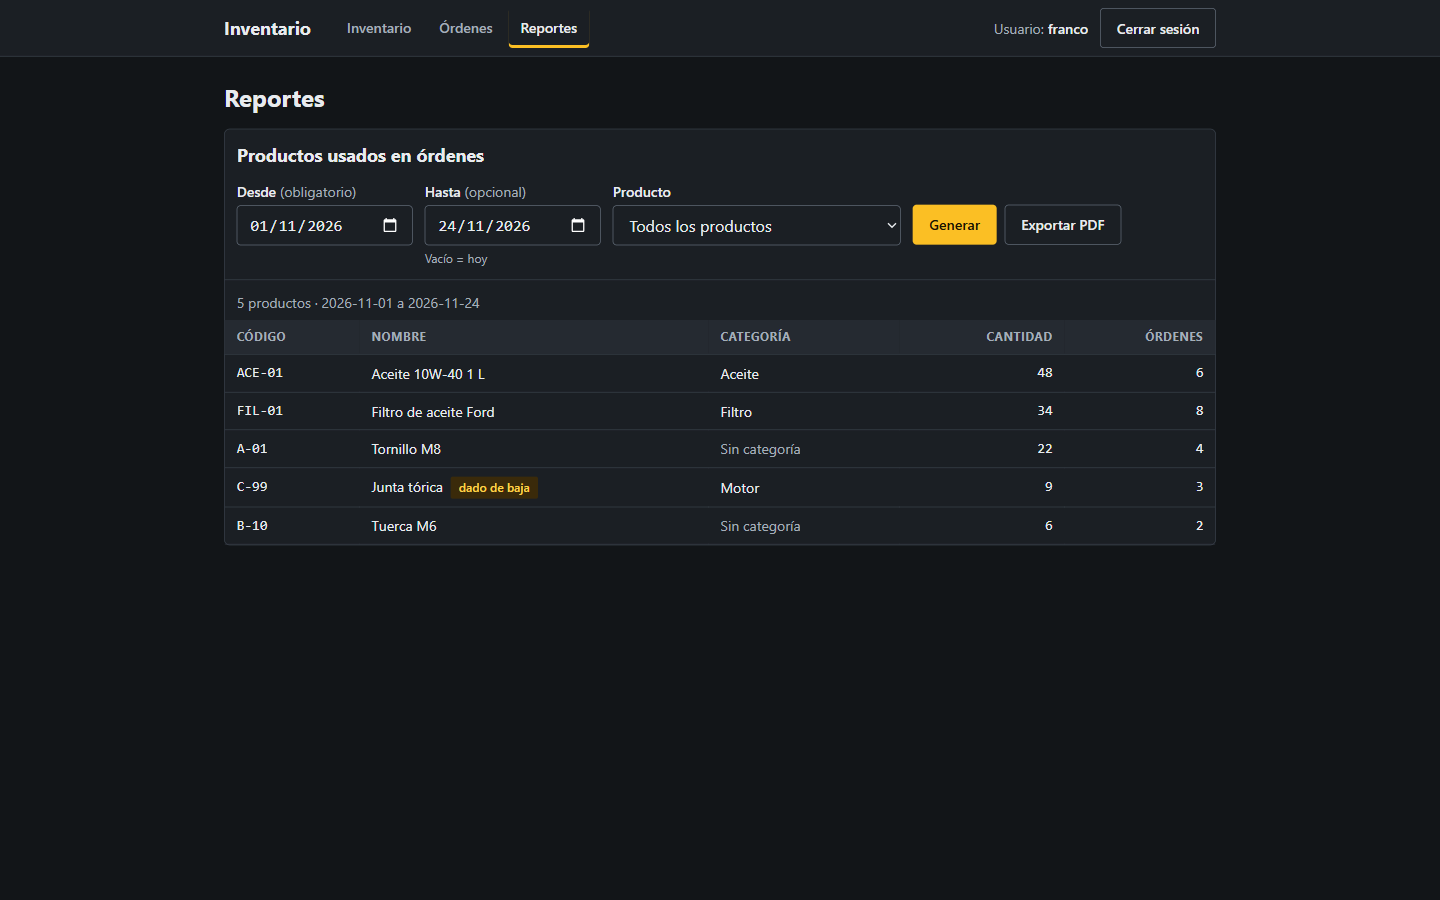 Inventario Inventario Órdenes Reportes Usuario: franco Cerrar sesión
Reportes
Productos usados en órdenes
Desde (obligatorio) Hasta (opcional) Producto
01/11/2026 24/11/2026 Todos los productos Generar Exportar PDF
Vacío = hoy
5 productos · 2026-11-01 a 2026-11-24
CÓDIGO NOMBRE CATEGORÍA CANTIDAD ÓRDENES
ACE-01 Aceite 10W-40 1 L Aceite 48 6
FIL-01 Filtro de aceite Ford Filtro 34 8
A-01 Tornillo M8 Sin categoría 22 4
C-99 Junta tórica dado de baja Motor 9 3
B-10 Tuerca M6 Sin categoría 6 2